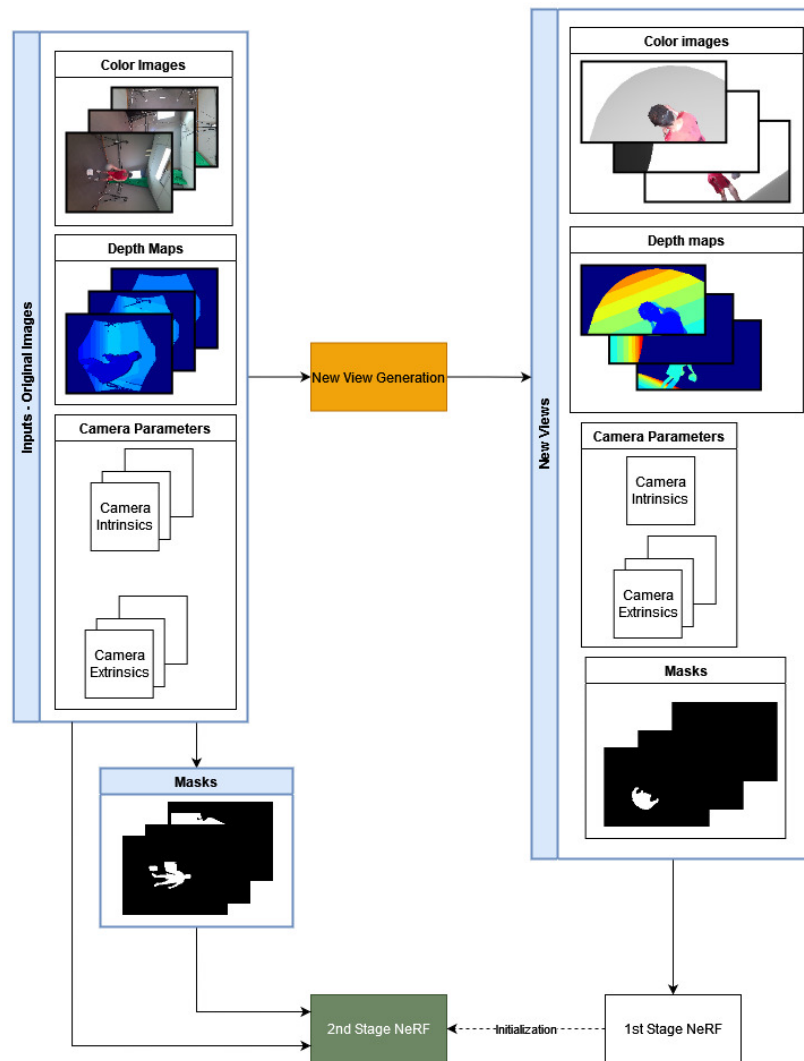 Inputs - Original Images
Color Images
Depth Maps
Camera Parameters
Camera
Intrinsics
Camera
Extrinsics
Masks
New View Generation
New Views
Color images
Depth maps
Camera Parameters
Camera
Intrinsics
Camera
Extrinsics
Masks
2nd Stage NeRF
Initialization
1st Stage NeRF